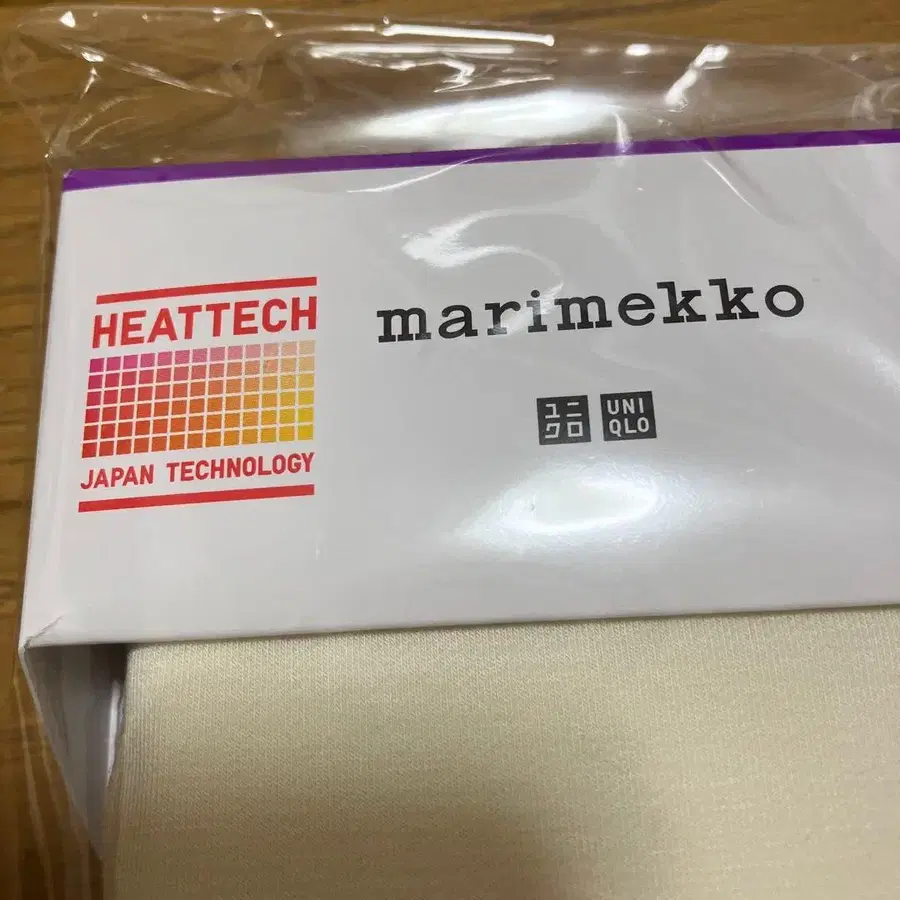 HEATTECH
JAPAN TECHNOLOGY
marimekko
ユニ
クロ
UNI
QLO